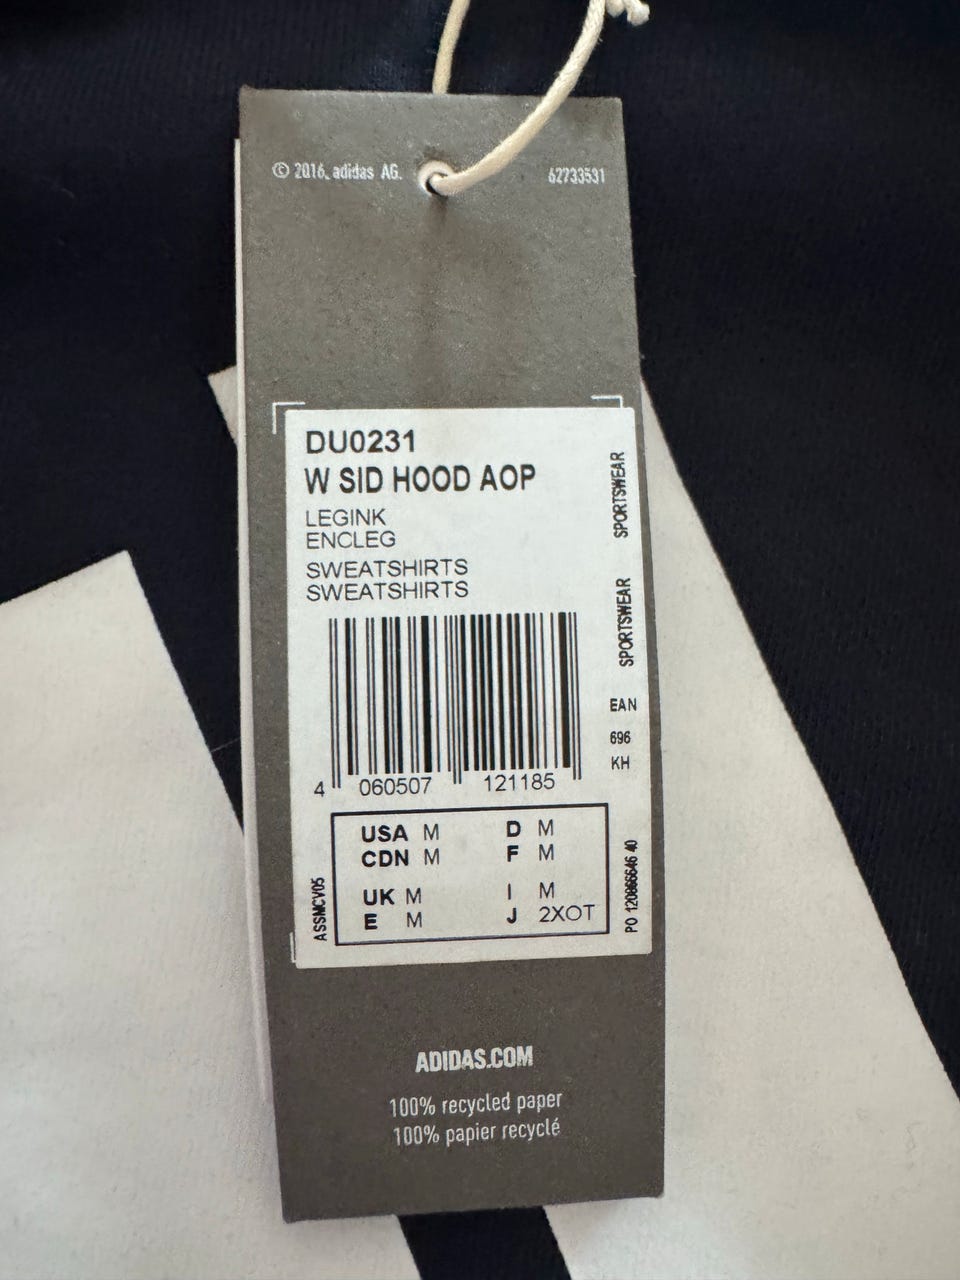 © 2016. adidas AG.
62733531
DU0231
W SID HOOD AOP
LEGINK
ENCLEG
SWEATSHIRTS
SWEATSHIRTS
SPORTSWEAR
SPORTSWEAR
EAN
696
KH
4 060507 121185
USA M D M
CDN M F M
UK M I M
E M J 2XOT
ASSMCV05
ADIDAS.COM
100% recycled paper
100% papier recyclé